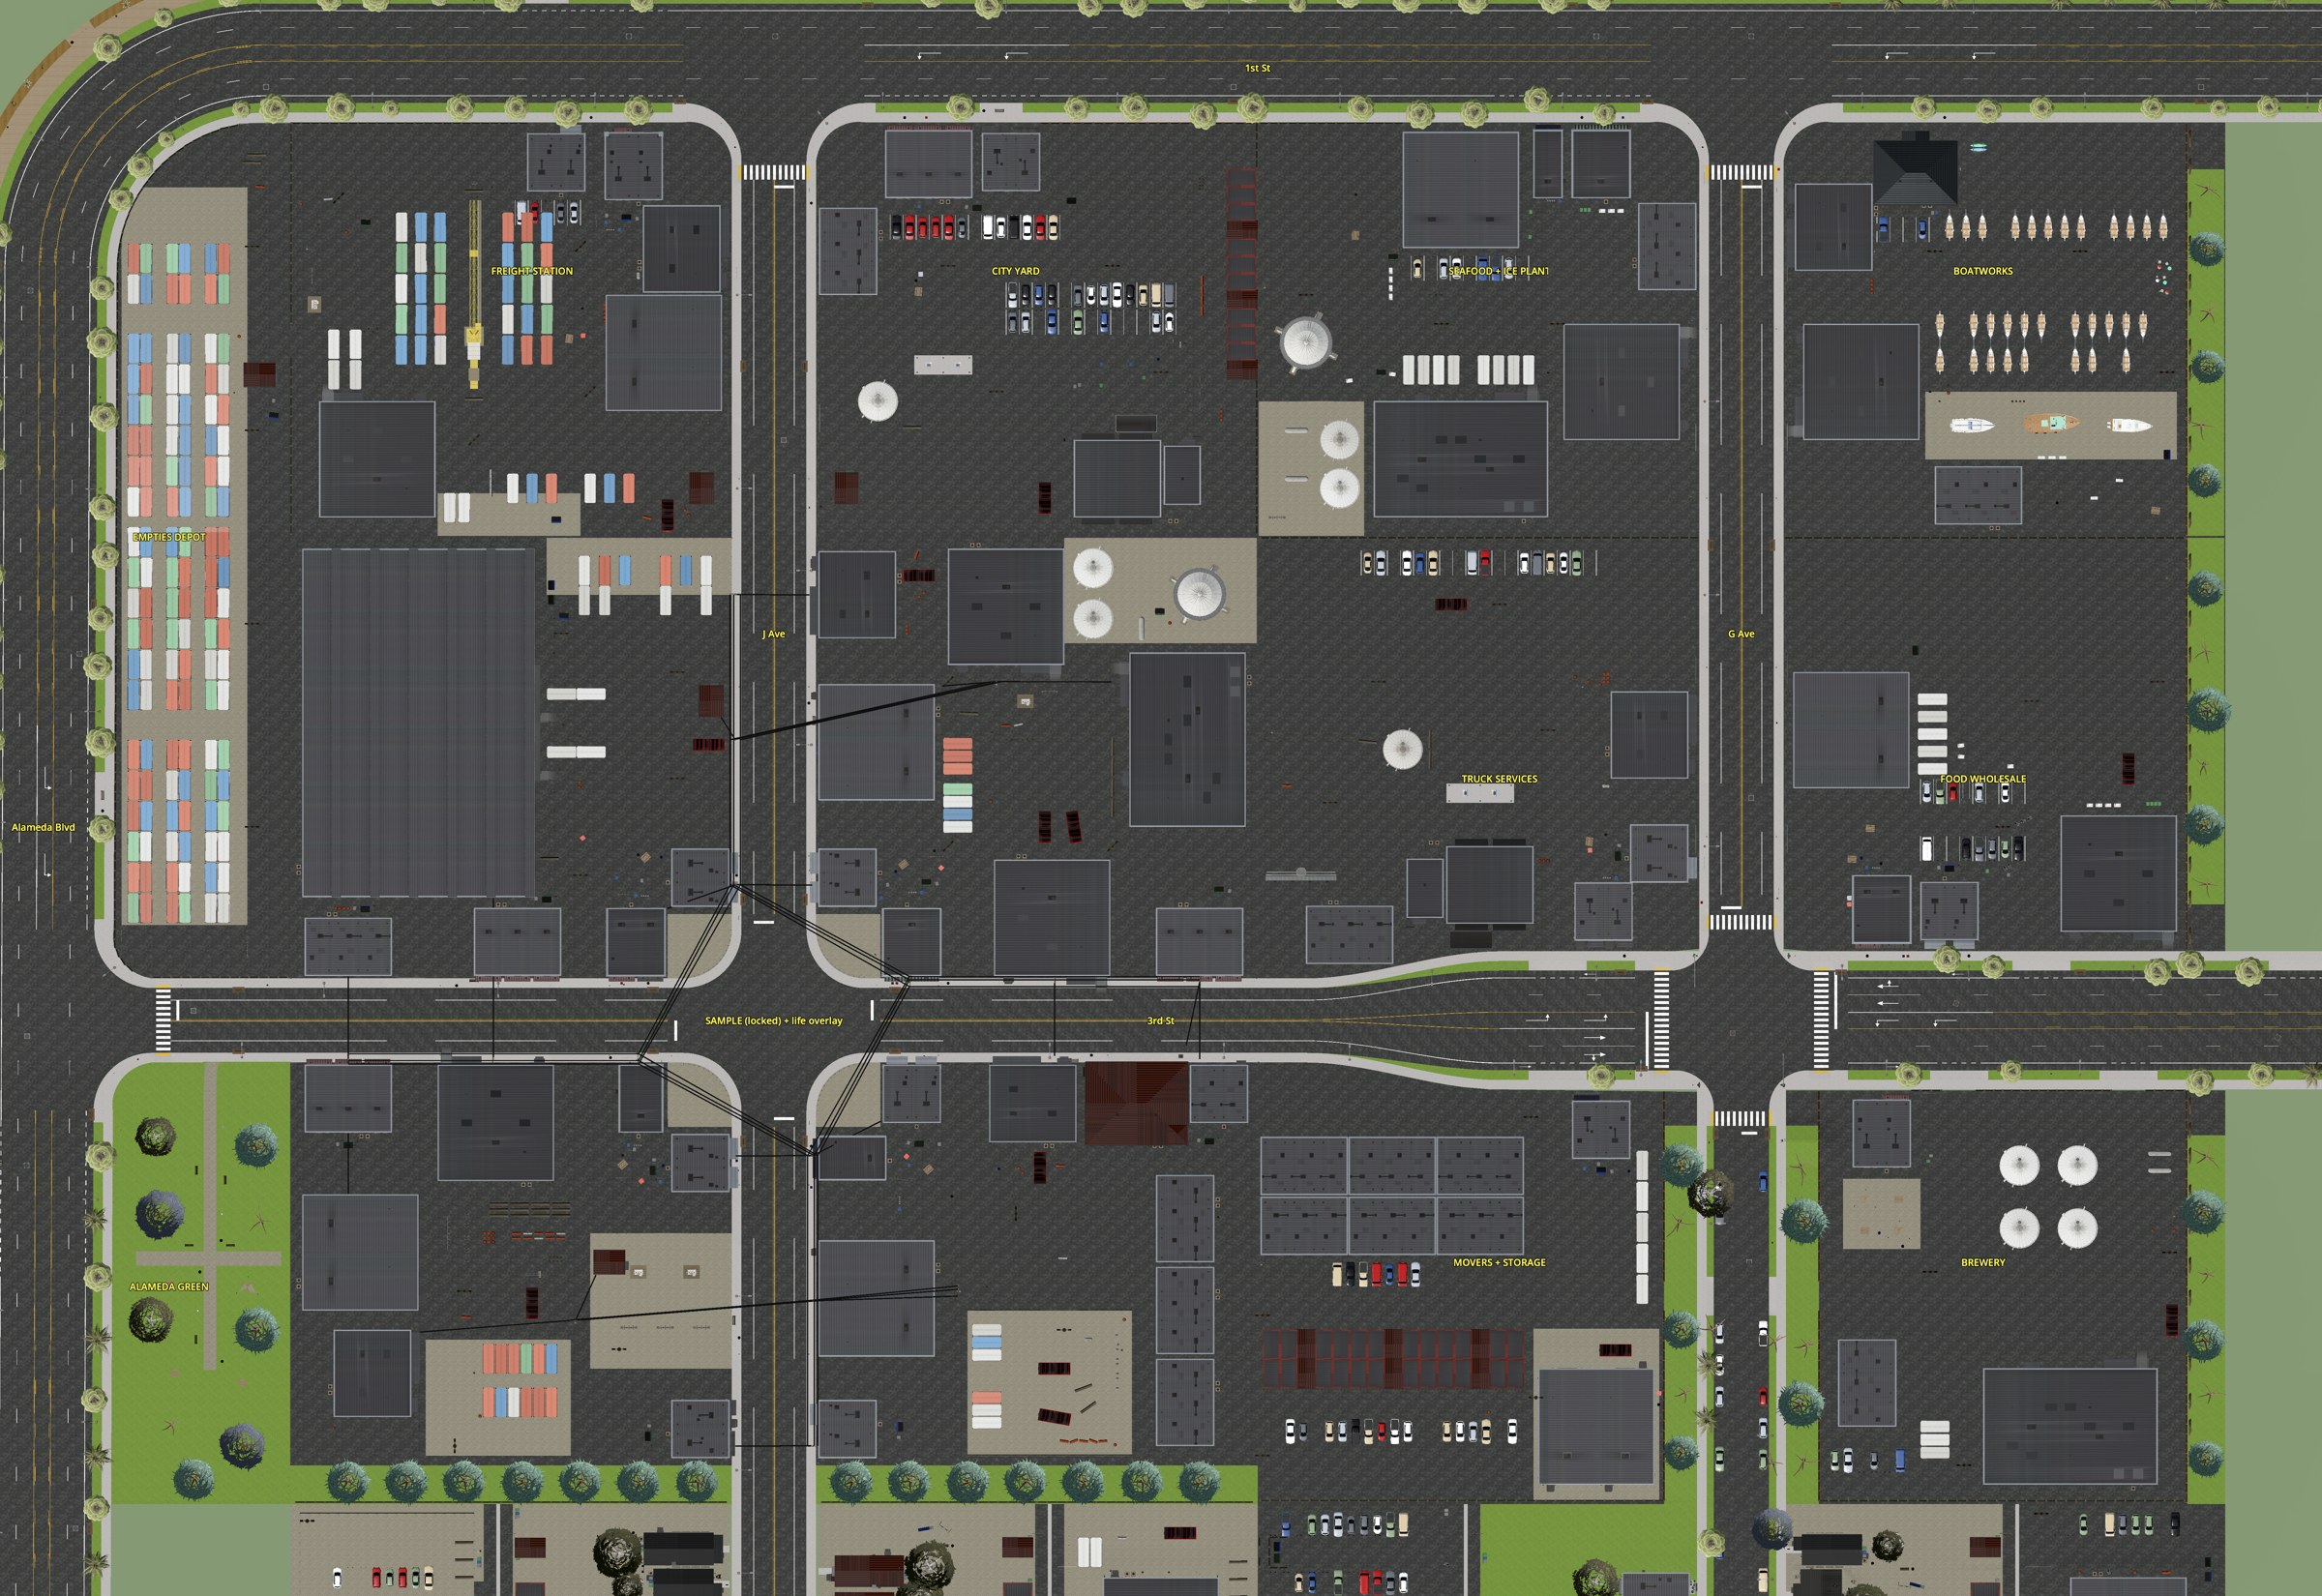 1st St
FREIGHT STATION
CITY YARD
SEAFOOD + ICE PLANT
BOATWORKS
EMPTIES DEPOT
J Ave
G Ave
TRUCK SERVICES
FOOD WHOLESALE
Alameda Blvd
SAMPLE (locked) + life overlay
3rd St
MOVERS + STORAGE
BREWERY
ALAMEDA GREEN